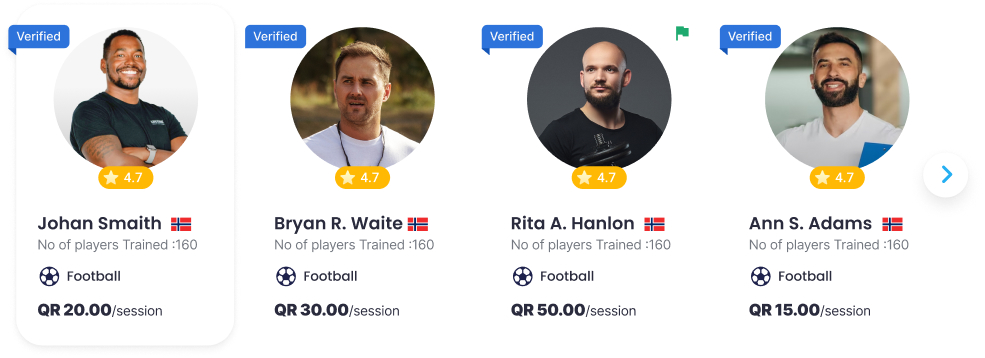 Verified
4.7
Johan Smaith
No of players Trained :160
Football
QR 20.00/session
Verified
4.7
Bryan R. Waite
No of players Trained :160
Football
QR 30.00/session
Verified
4.7
Rita A. Hanlon
No of players Trained :160
Football
QR 50.00/session
Verified
4.7
Ann S. Adams
No of players Trained :160
Football
QR 15.00/session